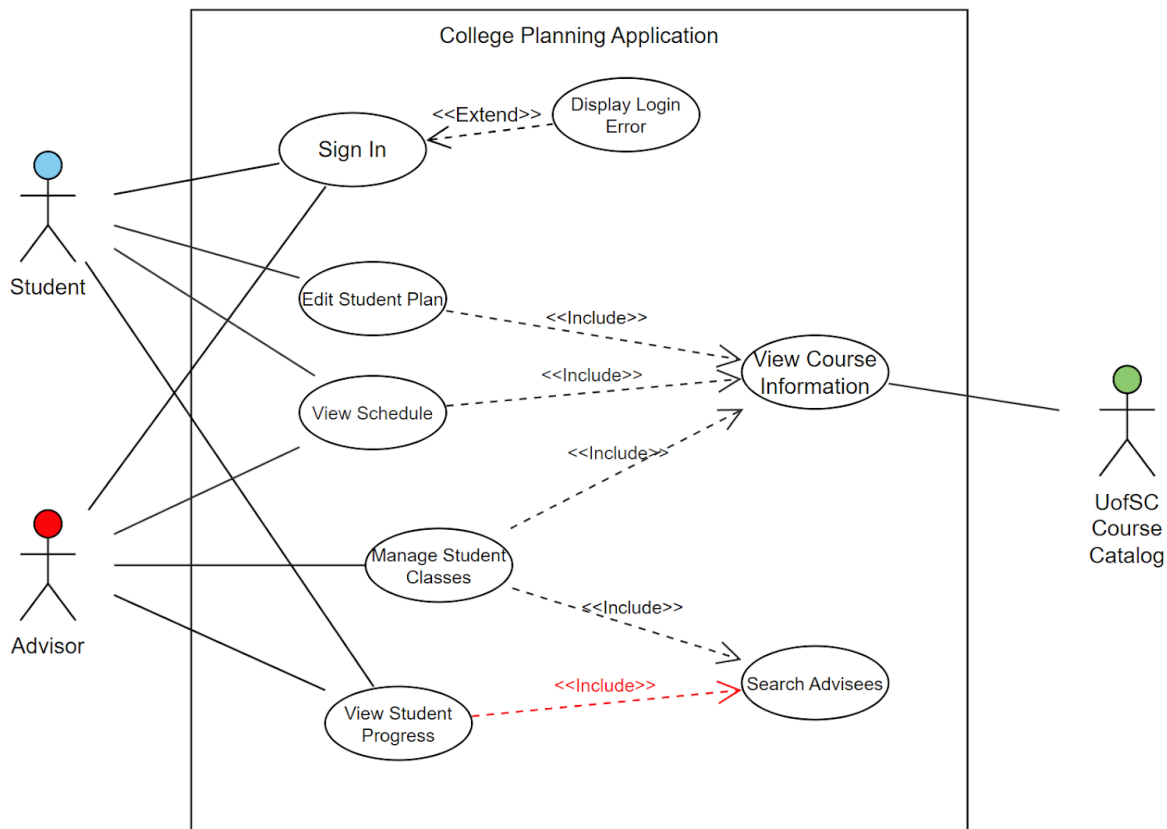 College Planning Application
Display Login
Error
<<Extend>>
Sign In
Student
Edit Student Plan
<<Include>>
View Course
Information
<<Include>>
View Schedule
<<Include>>
UofSC
Course
Catalog
Manage Student
Classes
<<Include>>
Advisor
<<Include>>
Search Advisees
View Student
Progress